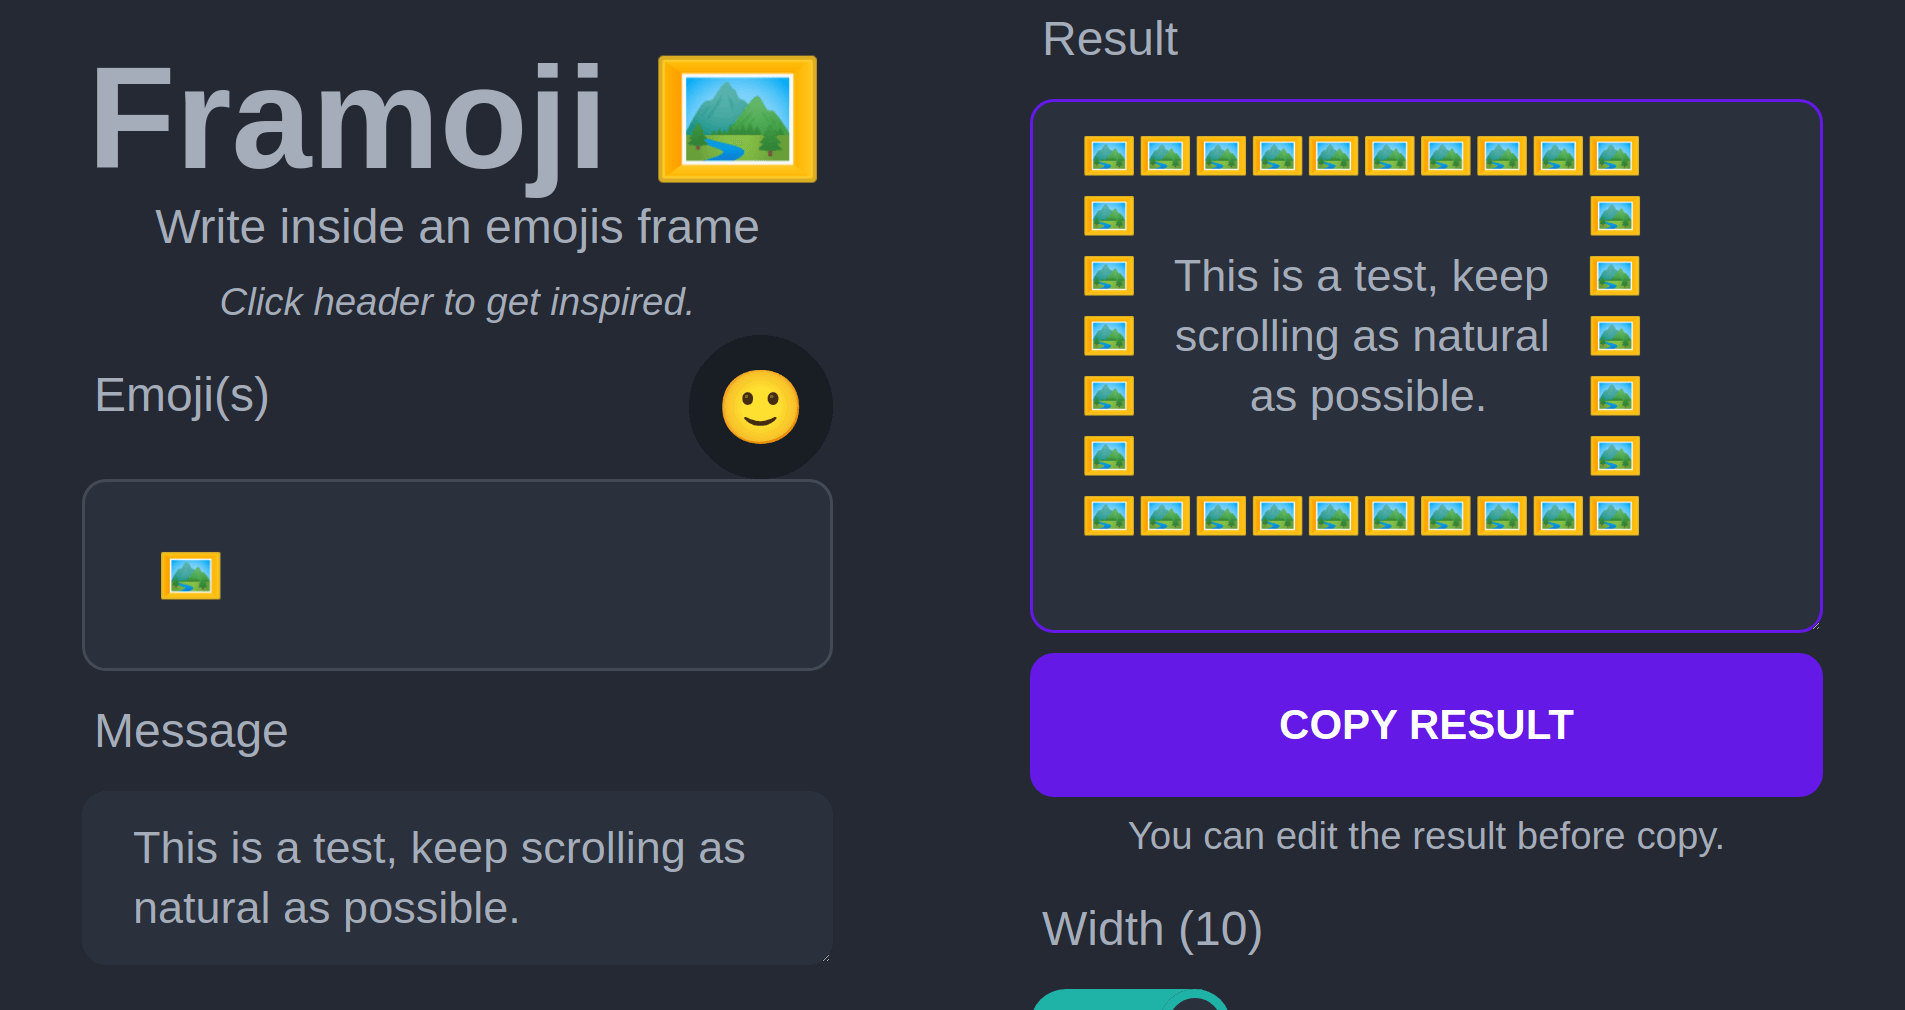 Framoji 🖼️
Write inside an emojis frame
Click header to get inspired.
Emoji(s)
🙂
🖼️
Message
This is a test, keep scrolling as
natural as possible.
Result
🖼️🖼️🖼️🖼️🖼️🖼️🖼️🖼️🖼️🖼️
🖼️ 🖼️
🖼️ This is a test, keep 🖼️
🖼️ scrolling as natural 🖼️
🖼️ as possible. 🖼️
🖼️ 🖼️
🖼️🖼️🖼️🖼️🖼️🖼️🖼️🖼️🖼️🖼️
COPY RESULT
You can edit the result before copy.
Width (10)